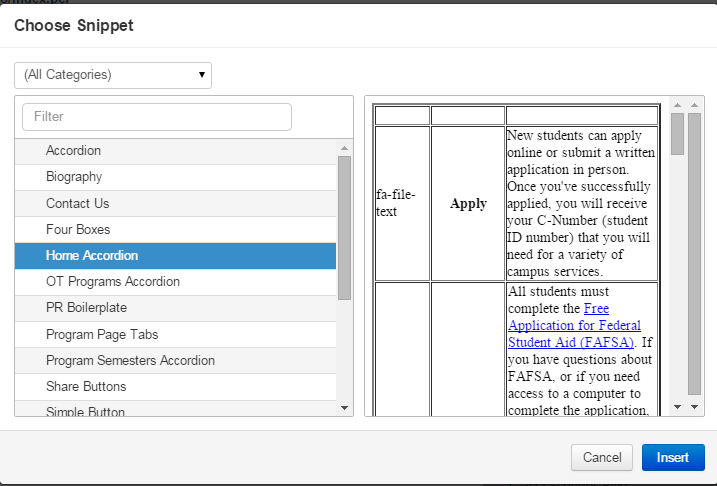 Choose Snippet
(All Categories)
Filter
Accordion
Biography
Contact Us
Four Boxes
Home Accordion
OT Programs Accordion
PR Boilerplate
Program Page Tabs
Program Semesters Accordion
Share Buttons
Simple Button
fa-file-
text
Apply
New students can apply
online or submit a written
application in person.
Once you've successfully
applied, you will receive
your C-Number (student
ID number) that you will
need for a variety of
campus services.
All students must
complete the Free
Application for Federal
Student Aid (FAFSA). If
you have questions about
FAFSA, or if you need
access to a computer to
complete the application,
Cancel
Insert